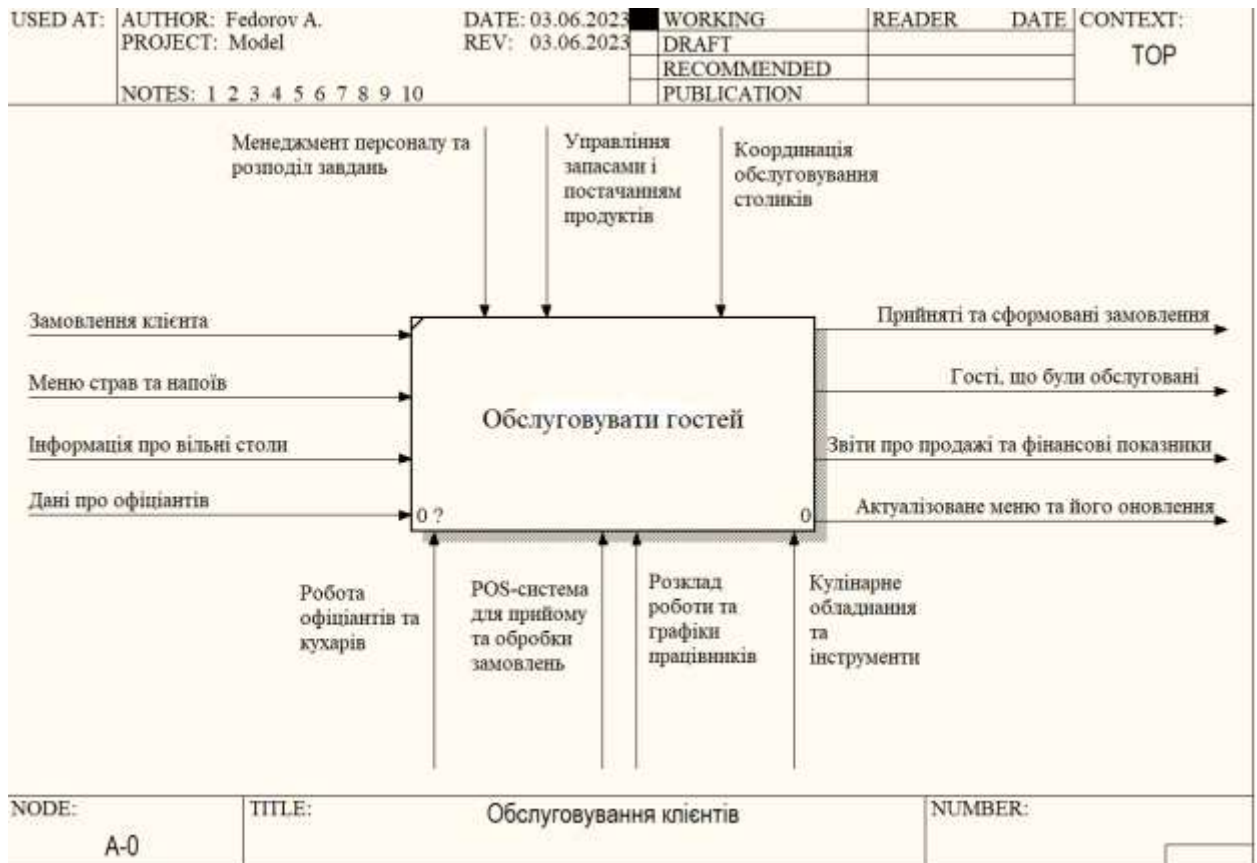 USED AT: AUTHOR: Fedorov A. DATE: 03.06.2023 WORKING READER DATE CONTEXT:
PROJECT: Model REV: 03.06.2023 DRAFT
TOP
RECOMMENDED
NOTES: 1 2 3 4 5 6 7 8 9 10 PUBLICATION
Менеджмент персоналу та
розподіл завдань
Управління
запасами і
постачанням
продуктів
Координація
обслуговування
столиків
Замовлення клієнта
Меню страв та напоїв
Інформація про вільні столи
Дані про офіціантів
Обслуговувати гостей
0 ? 0
Прийняті та сформовані замовлення
Гості, що були обслуговані
Звіти про продажі та фінансові показники
Актуалізоване меню та його оновлення
Робота
офіціантів та
кухарів
POS-система
для прийому
та обробки
замовлень
Розклад
роботи та
графіки
працівників
Кулінарне
обладнання
та
інструменти
NODE: TITLE: Обслуговування клієнтів NUMBER:
A-0